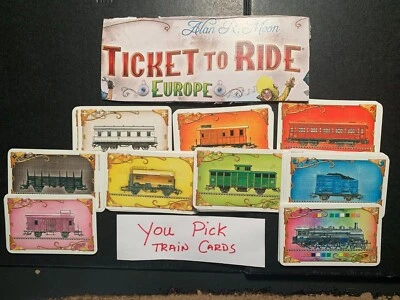 Alan R. Moon
TICKET TO RIDE
EUROPE
YOU PICK
TRAIN CARDS